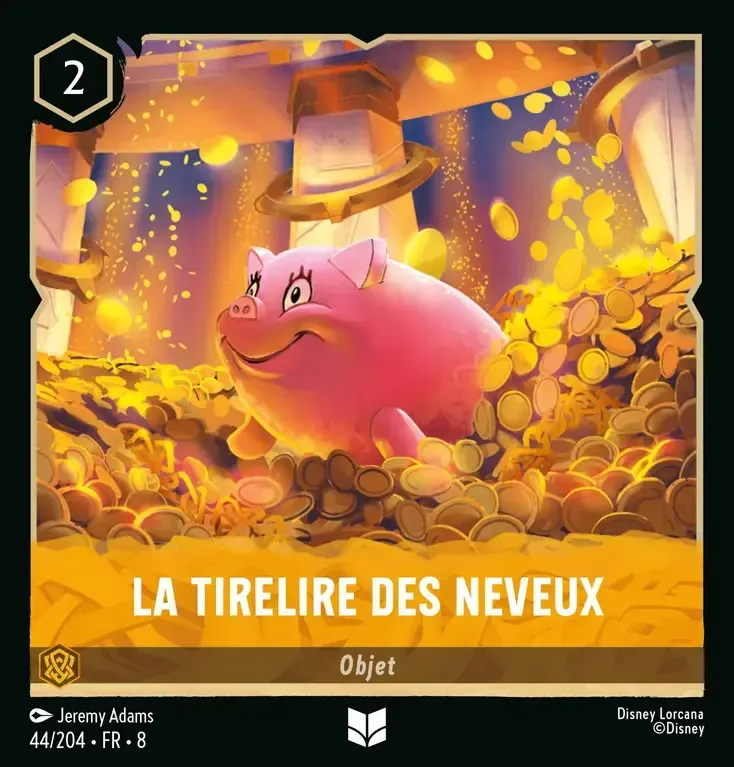 2
LA TIRELIRE DES NEVEUX
Objet
Jeremy Adams
44/204 • FR • 8
Disney Lorcana
©Disney